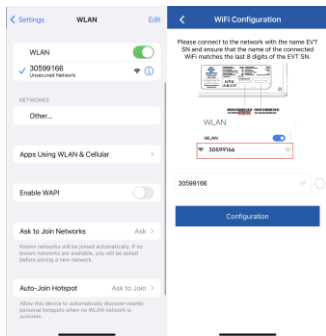 Settings
WLAN
Edit
WLAN
30599166
Unsecured Network
NETWORKS
Other...
Apps Using WLAN & Cellular
Enable WAPI
Ask to Join Networks
Ask
Known networks will be joined automatically. If no
known networks are available, you will be asked
before joining a new network.
Auto-Join Hotspot
Ask to Join
Allow this device to automatically discover nearby
personal hotspots when no WLAN network is
available.
WiFi Configuration
Please connect to the network with the name EVT
SN and ensure that the name of the connected
WiFi matches the last 8 digits of the EVT SN.
WLAN
WLAN
30599166
30599166
Configuration